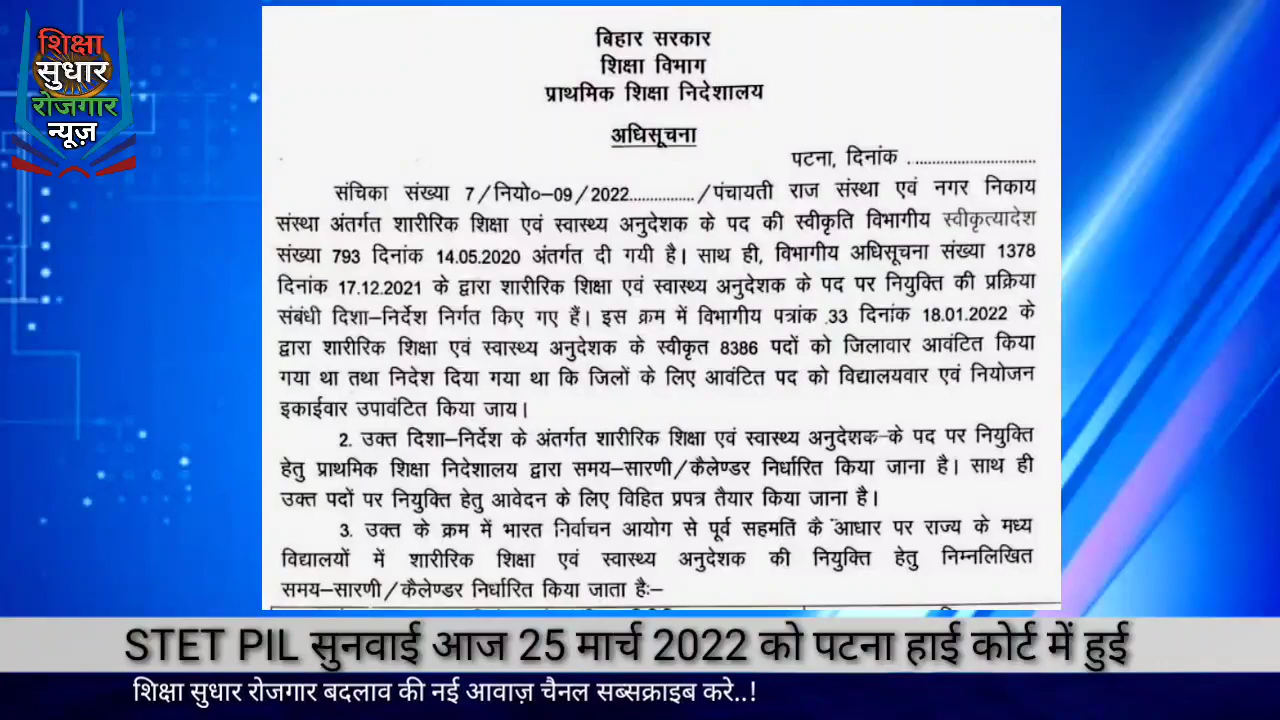 शिक्षा
सुधार
रोजगार
न्यूज़
बिहार सरकार
शिक्षा विभाग
प्राथमिक शिक्षा निदेशालय
अधिसूचना
पटना, दिनांक ................................
संचिका संख्या 7/नियो०-09/2022............../पंचायती राज संस्था एवं नगर निकाय
संस्था अंतर्गत शारीरिक शिक्षा एवं स्वास्थ्य अनुदेशक के पद की स्वीकृति विभागीय स्वीकृत्यादेश
संख्या 793 दिनांक 14.05.2020 अंतर्गत दी गयी है। साथ ही, विभागीय अधिसूचना संख्या 1378
दिनांक 17.12.2021 के द्वारा शारीरिक शिक्षा एवं स्वास्थ्य अनुदेशक के पद पर नियुक्ति की प्रक्रिया
संबंधी दिशा-निर्देश निर्गत किए गए हैं। इस क्रम में विभागीय पत्रांक 33 दिनांक 18.01.2022 के
द्वारा शारीरिक शिक्षा एवं स्वास्थ्य अनुदेशक के स्वीकृत 8386 पदों को जिलावार आवंटित किया
गया था तथा निदेश दिया गया था कि जिलों के लिए आवंटित पद को विद्यालयवार एवं नियोजन
इकाईवार उपावंटित किया जाय।
2. उक्त दिशा-निर्देश के अंतर्गत शारीरिक शिक्षा एवं स्वास्थ्य अनुदेशक के पद पर नियुक्ति
हेतु प्राथमिक शिक्षा निदेशालय द्वारा समय-सारणी/कैलेण्डर निर्धारित किया जाना है। साथ ही
उक्त पदों पर नियुक्ति हेतु आवेदन के लिए विहित प्रपत्र तैयार किया जाना है।
3. उक्त के क्रम में भारत निर्वाचन आयोग से पूर्व सहमति के आधार पर राज्य के मध्य
विद्यालयों में शारीरिक शिक्षा एवं स्वास्थ्य अनुदेशक की नियुक्ति हेतु निम्नलिखित
समय-सारणी/कैलेण्डर निर्धारित किया जाता है:-
STET PIL सुनवाई आज 25 मार्च 2022 को पटना हाई कोर्ट में हुई
शिक्षा सुधार रोजगार बदलाव की नई आवाज़ चैनल सब्सक्राइब करे..!